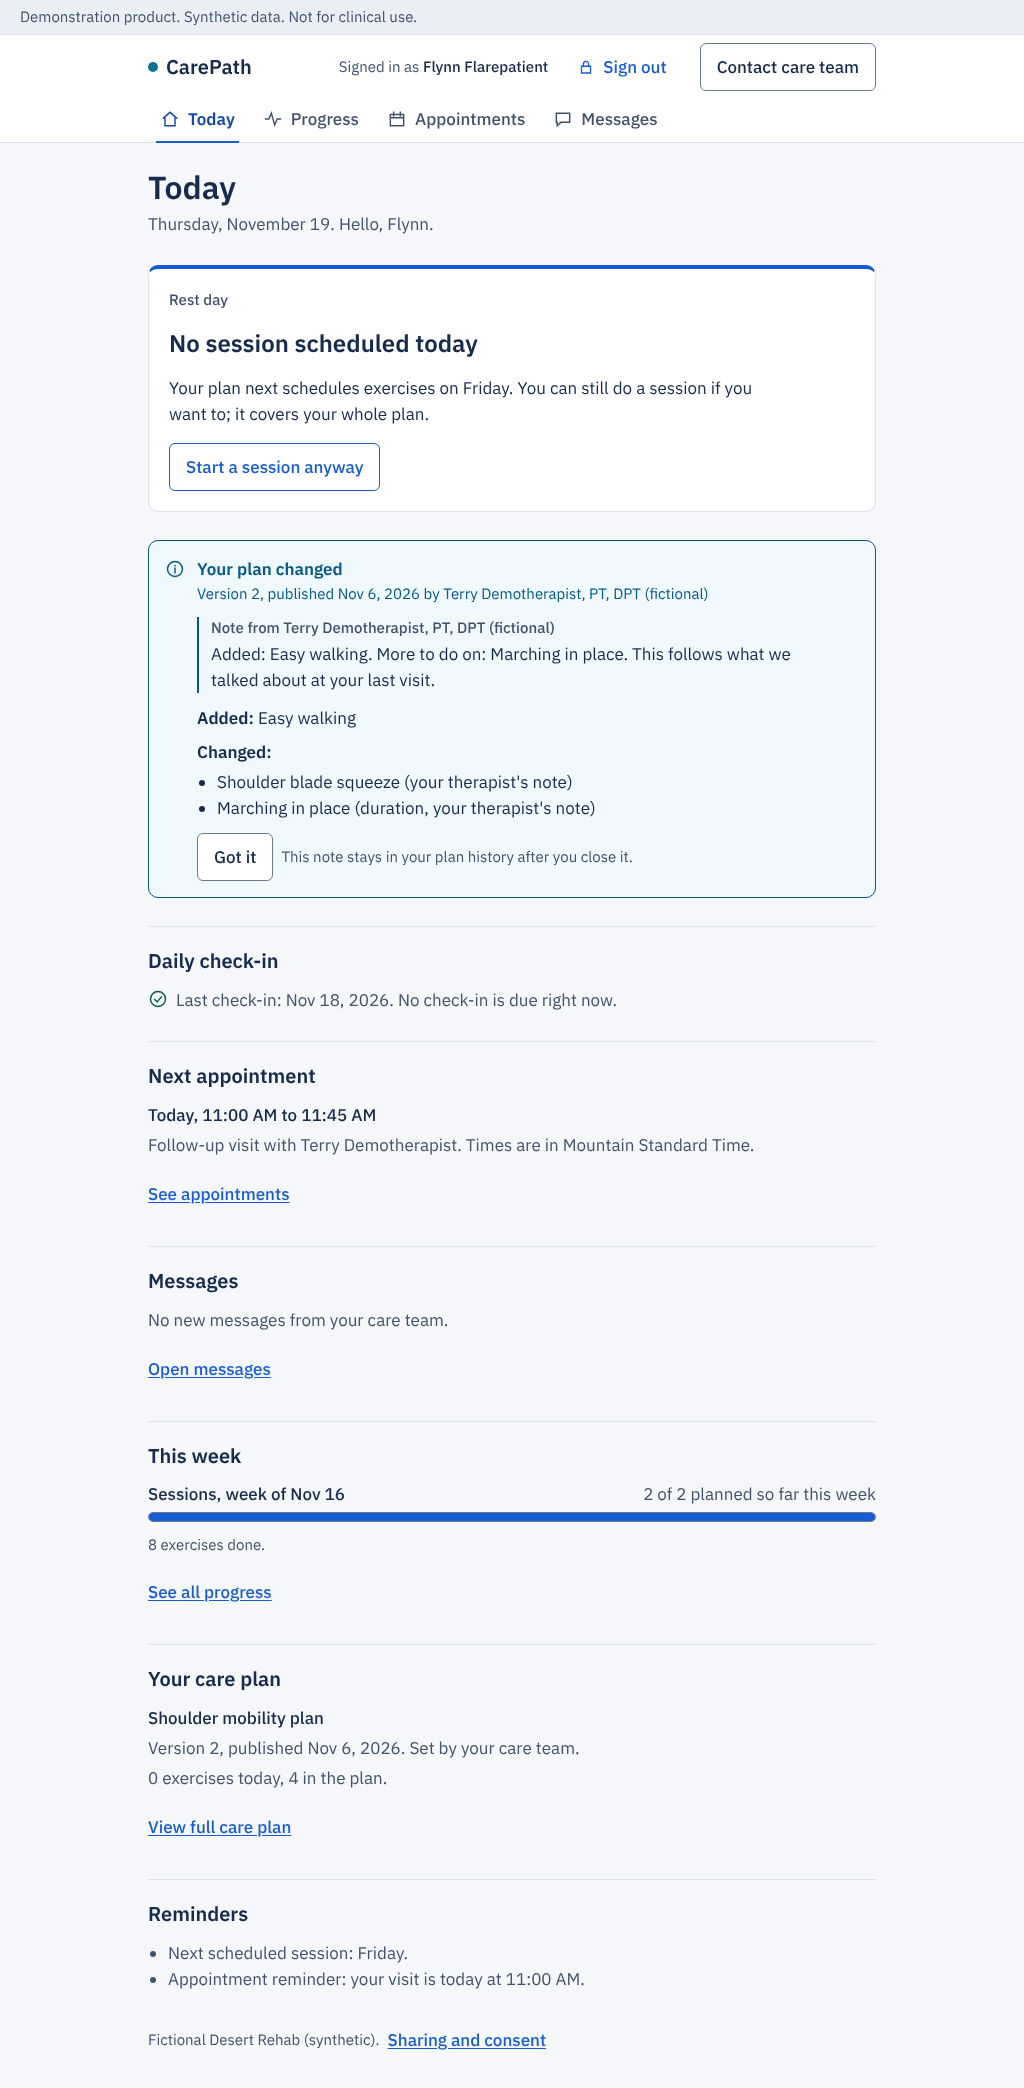 Demonstration product. Synthetic data. Not for clinical use.
CarePath
Signed in as Flynn Flarepatient
Sign out
Contact care team
Today
Progress
Appointments
Messages
Today
Thursday, November 19. Hello, Flynn.
Rest day
No session scheduled today
Your plan next schedules exercises on Friday. You can still do a session if you
want to; it covers your whole plan.
Start a session anyway
Your plan changed
Version 2, published Nov 6, 2026 by Terry Demotherapist, PT, DPT (fictional)
Note from Terry Demotherapist, PT, DPT (fictional)
Added: Easy walking. More to do on: Marching in place. This follows what we
talked about at your last visit.
Added: Easy walking
Changed:
Shoulder blade squeeze (your therapist's note)
Marching in place (duration, your therapist's note)
Got it
This note stays in your plan history after you close it.
Daily check-in
Last check-in: Nov 18, 2026. No check-in is due right now.
Next appointment
Today, 11:00 AM to 11:45 AM
Follow-up visit with Terry Demotherapist. Times are in Mountain Standard Time.
See appointments
Messages
No new messages from your care team.
Open messages
This week
Sessions, week of Nov 16
2 of 2 planned so far this week
8 exercises done.
See all progress
Your care plan
Shoulder mobility plan
Version 2, published Nov 6, 2026. Set by your care team.
0 exercises today, 4 in the plan.
View full care plan
Reminders
Next scheduled session: Friday.
Appointment reminder: your visit is today at 11:00 AM.
Fictional Desert Rehab (synthetic). Sharing and consent